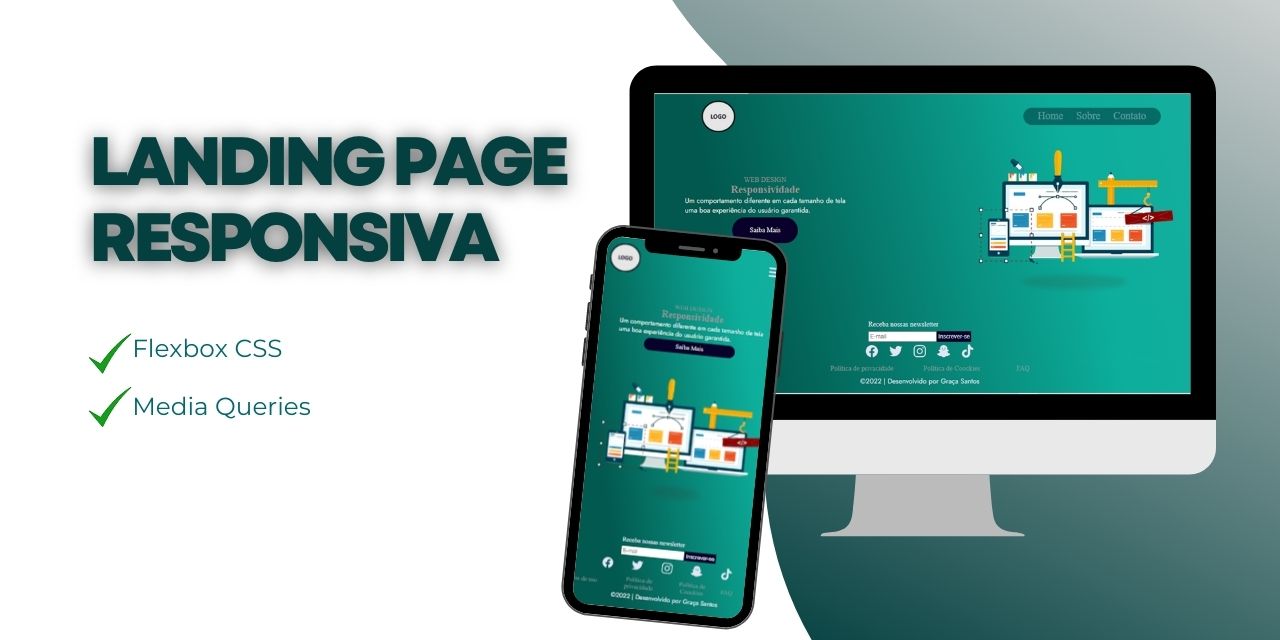 LANDING PAGE
RESPONSIVA
Flexbox CSS
Media Queries
LOGO
Home Sobre Contato
WEB DESIGN
Responsividade
Um comportamento diferente em cada tamanho de tela
uma boa experiência do usuário garantida.
Saiba Mais
</>
Receba nossas newsletter
E-mail Inscrever-se
Política de privacidade Política de Coockies FAQ
©2022 | Desenvolvido por Graça Santos
LOGO
WEB DESIGN
Responsividade
Um comportamento diferente em cada tamanho de tela
uma boa experiência do usuário garantida.
Saiba Mais
</>
Receba nossas newsletter
E-mail Inscrever-se
de uso Política de privacidade Política de Coockies FAQ
©2022 | Desenvolvido por Graça Santos